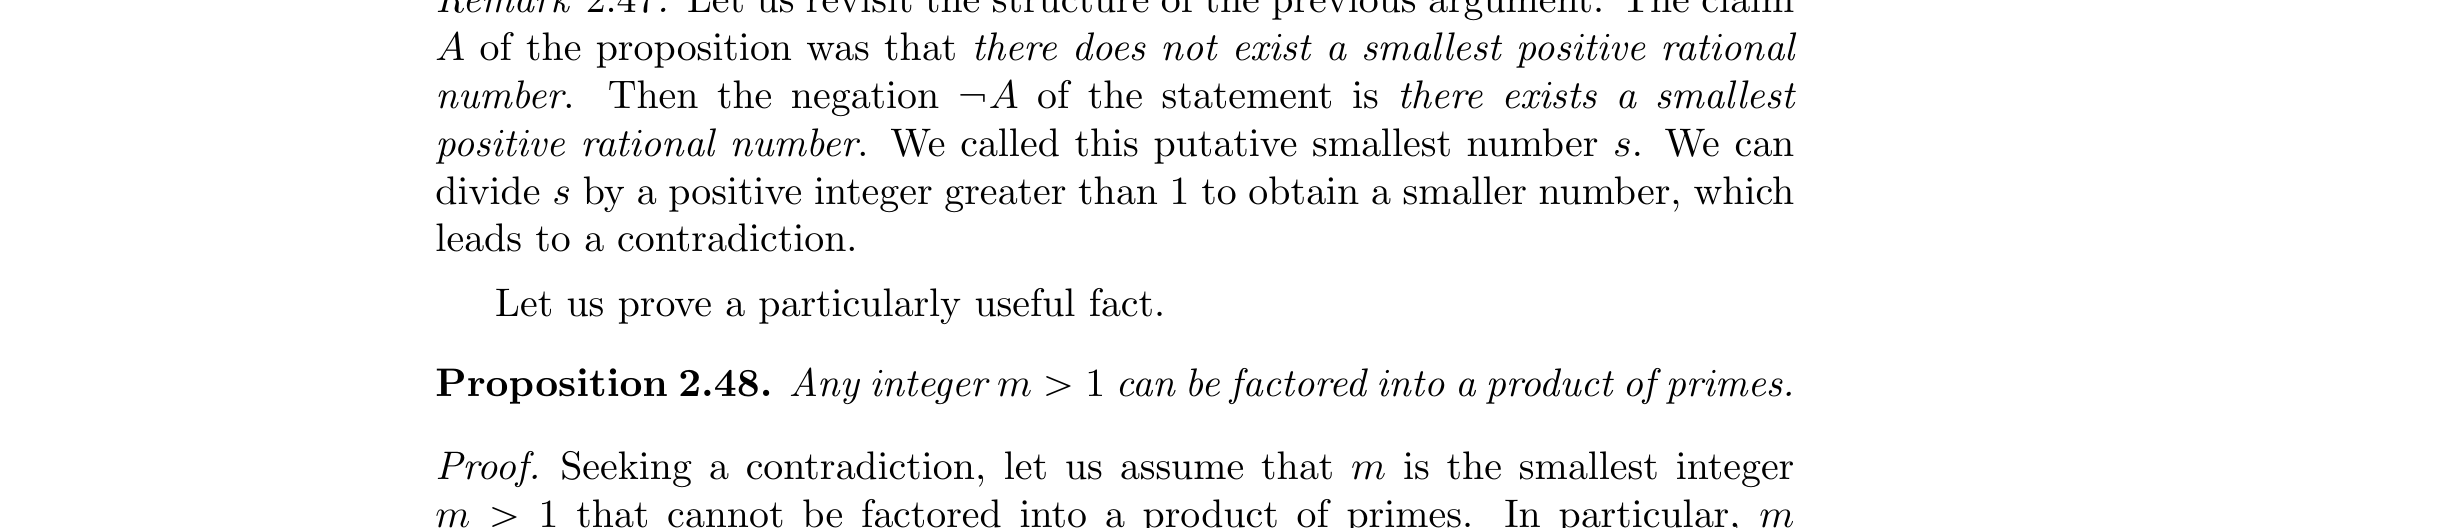 Remark 2.47. Let us revisit the structure of the previous argument. The claim
A of the proposition was that there does not exist a smallest positive rational
number. Then the negation ¬A of the statement is there exists a smallest
positive rational number. We called this putative smallest number s. We can
divide s by a positive integer greater than 1 to obtain a smaller number, which
leads to a contradiction.
Let us prove a particularly useful fact.
Proposition 2.48. Any integer m > 1 can be factored into a product of primes.
Proof. Seeking a contradiction, let us assume that m is the smallest integer
m > 1 that cannot be factored into a product of primes. In particular, m